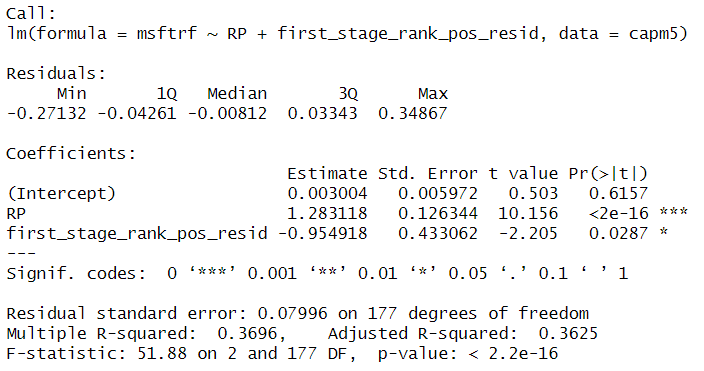 Call:
lm(formula = msftrf ~ RP + first_stage_rank_pos_resid, data = capm5)
Residuals:
Min 1Q Median 3Q Max
-0.27132 -0.04261 -0.00812 0.03343 0.34867
Coefficients:
Estimate Std. Error t value Pr(>|t|)
(Intercept) 0.003004 0.005972 0.503 0.6157
RP 1.283118 0.126344 10.156 <2e-16 ***
first_stage_rank_pos_resid -0.954918 0.433062 -2.205 0.0287 *
---
Signif. codes: 0 ‘***’ 0.001 ‘**’ 0.01 ‘*’ 0.05 ‘.’ 0.1 ‘ ’ 1
Residual standard error: 0.07996 on 177 degrees of freedom
Multiple R-squared: 0.3696, Adjusted R-squared: 0.3625
F-statistic: 51.88 on 2 and 177 DF, p-value: < 2.2e-16